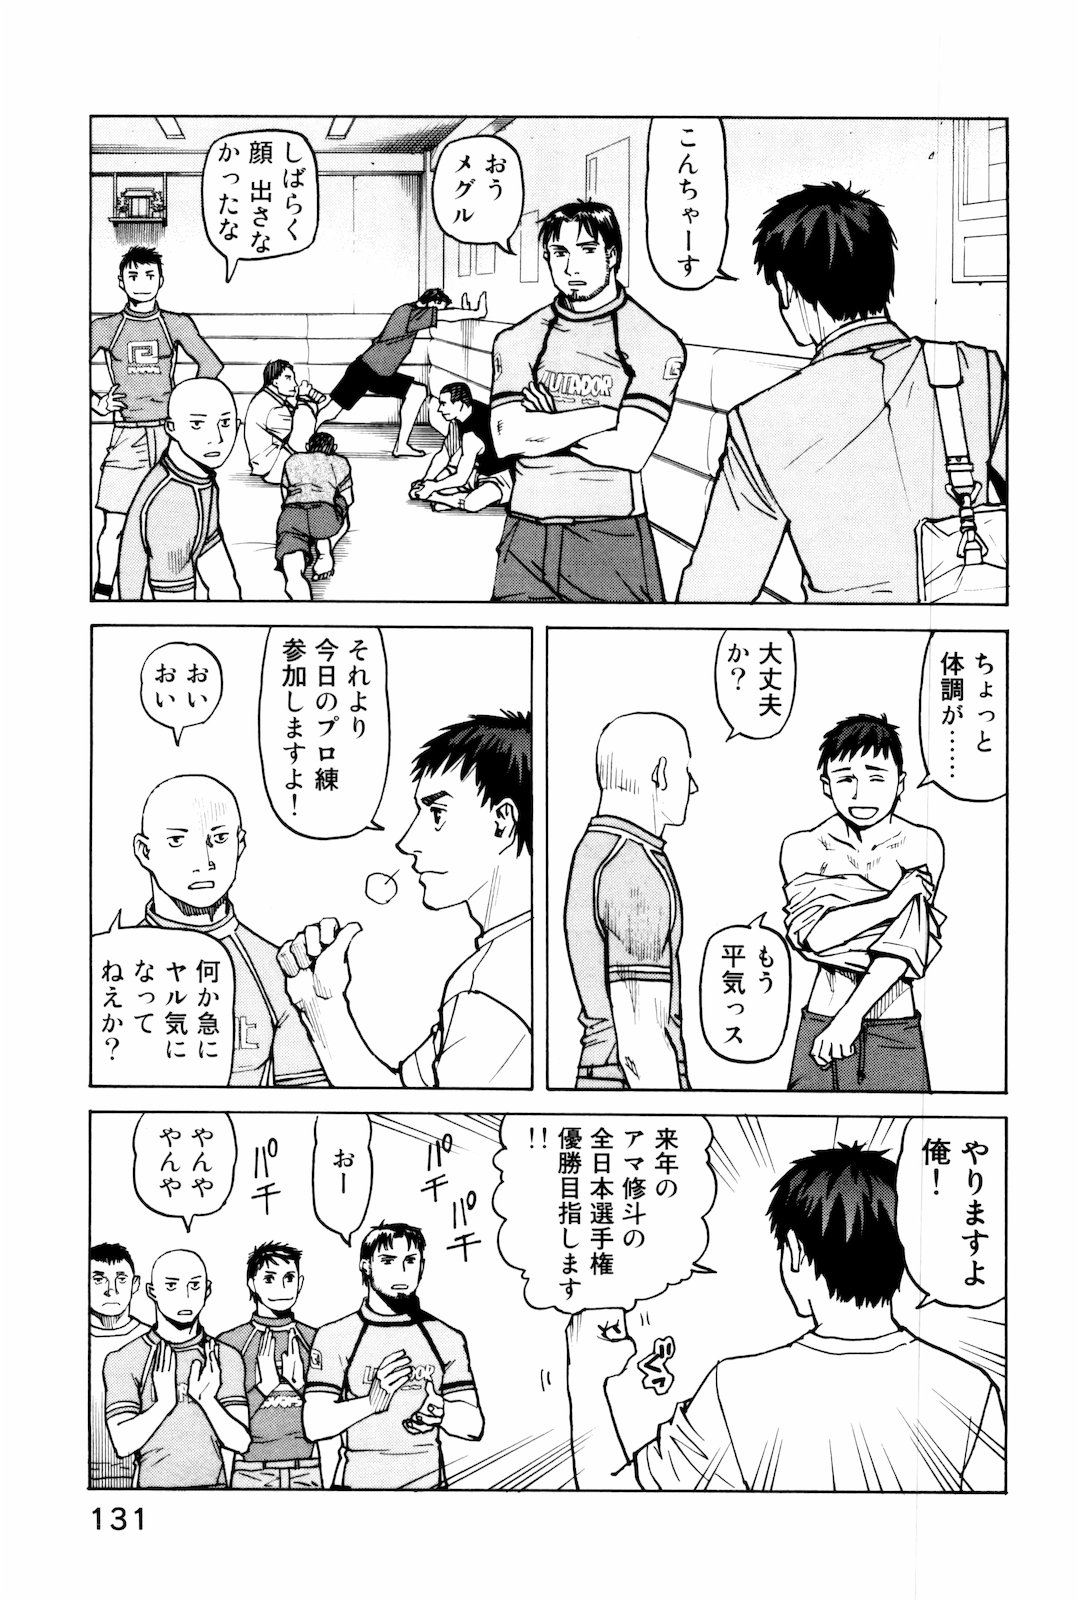 こんちゃーす
おう
メグル
しばらく
顔 出さな
かったな
ちょっと
体調が……
大丈夫
か？
もう
平気っス
それより
今日のプロ練
参加しますよ！
おい
おい
何か急に
ヤル気に
なって
ねえか？
やりますよ
俺！
来年の
アマ修斗の
全日本選手権
優勝目指します
!!
ぐっ
パチ
パチ
パチ
おー
やんや
やんや
131